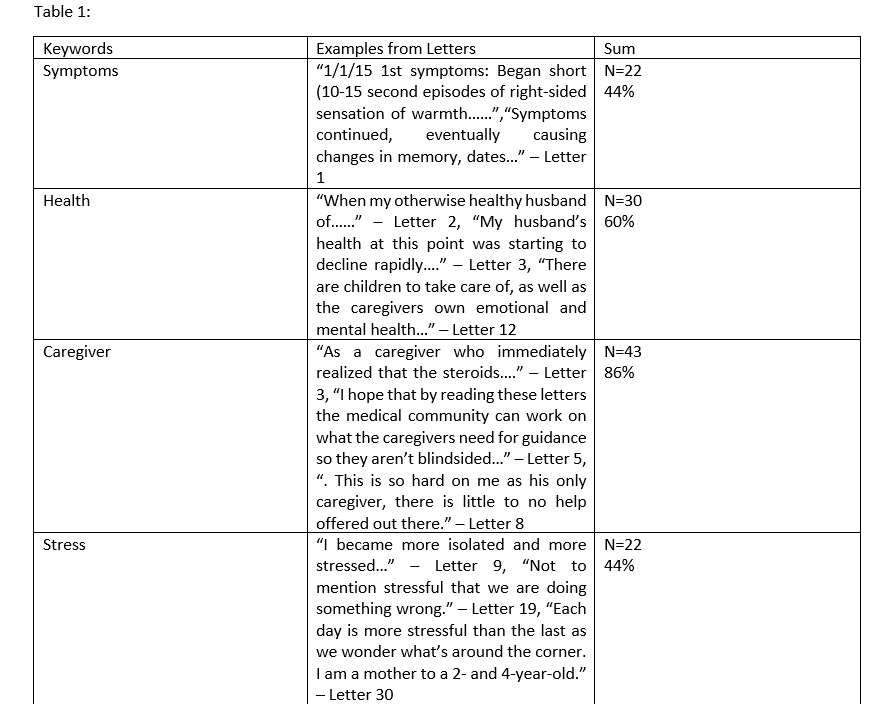 Table 1:
Keywords
Examples from Letters
Sum
Symptoms
“1/1/15 1st symptoms: Began short
(10-15 second episodes of right-sided
sensation of warmth......”,“Symptoms
continued, eventually causing
changes in memory, dates...” – Letter
1
N=22
44%
Health
“When my otherwise healthy husband
of......” – Letter 2, “My husband’s
health at this point was starting to
decline rapidly....” – Letter 3, “There
are children to take care of, as well as
the caregivers own emotional and
mental health...” – Letter 12
N=30
60%
Caregiver
“As a caregiver who immediately
realized that the steroids....” – Letter
3, “I hope that by reading these letters
the medical community can work on
what the caregivers need for guidance
so they aren’t blindsided...” – Letter 5,
“. This is so hard on me as his only
caregiver, there is little to no help
offered out there.” – Letter 8
N=43
86%
Stress
“I became more isolated and more
stressed...” – Letter 9, “Not to
mention stressful that we are doing
something wrong.” – Letter 19, “Each
day is more stressful than the last as
we wonder what’s around the corner.
I am a mother to a 2- and 4-year-old.”
– Letter 30
N=22
44%